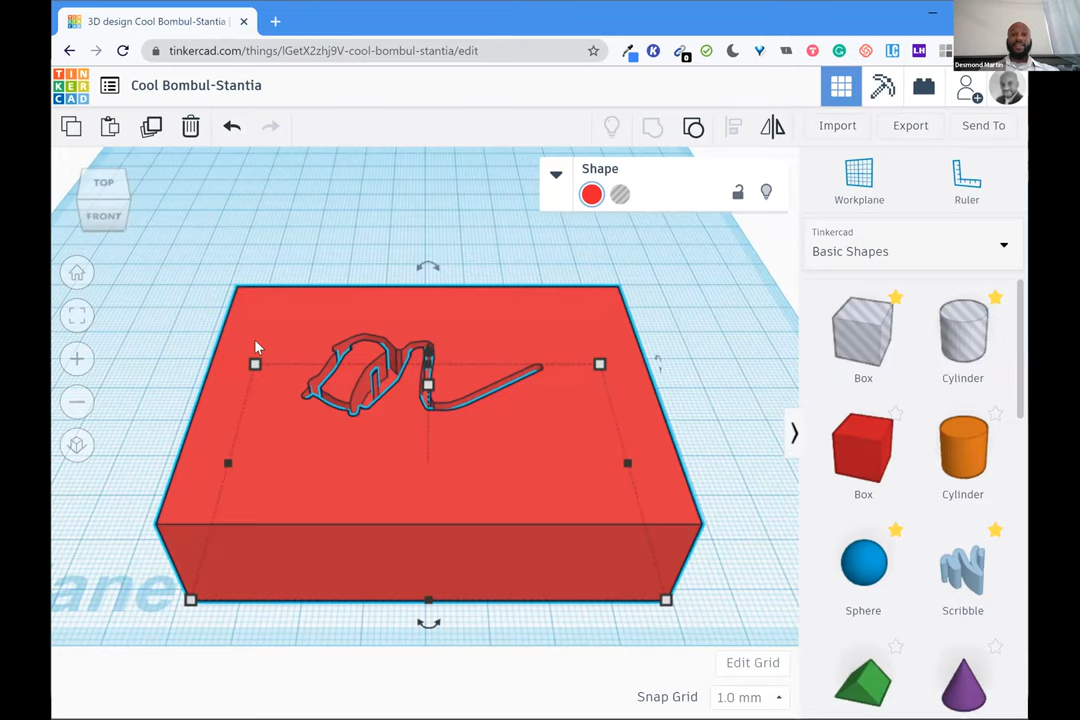 3D design Cool Bombul-Stantia |
tinkercad.com/things/lGetX2zhj9V-cool-bombul-stantia/edit
Desmond Martin
TIN
KER
CAD
Cool Bombul-Stantia
Import
Export
Send To
Shape
TOP
FRONT
Workplane
Ruler
Tinkercad
Basic Shapes
Box
Cylinder
Box
Cylinder
Sphere
Scribble
ane
Edit Grid
Snap Grid
1.0 mm